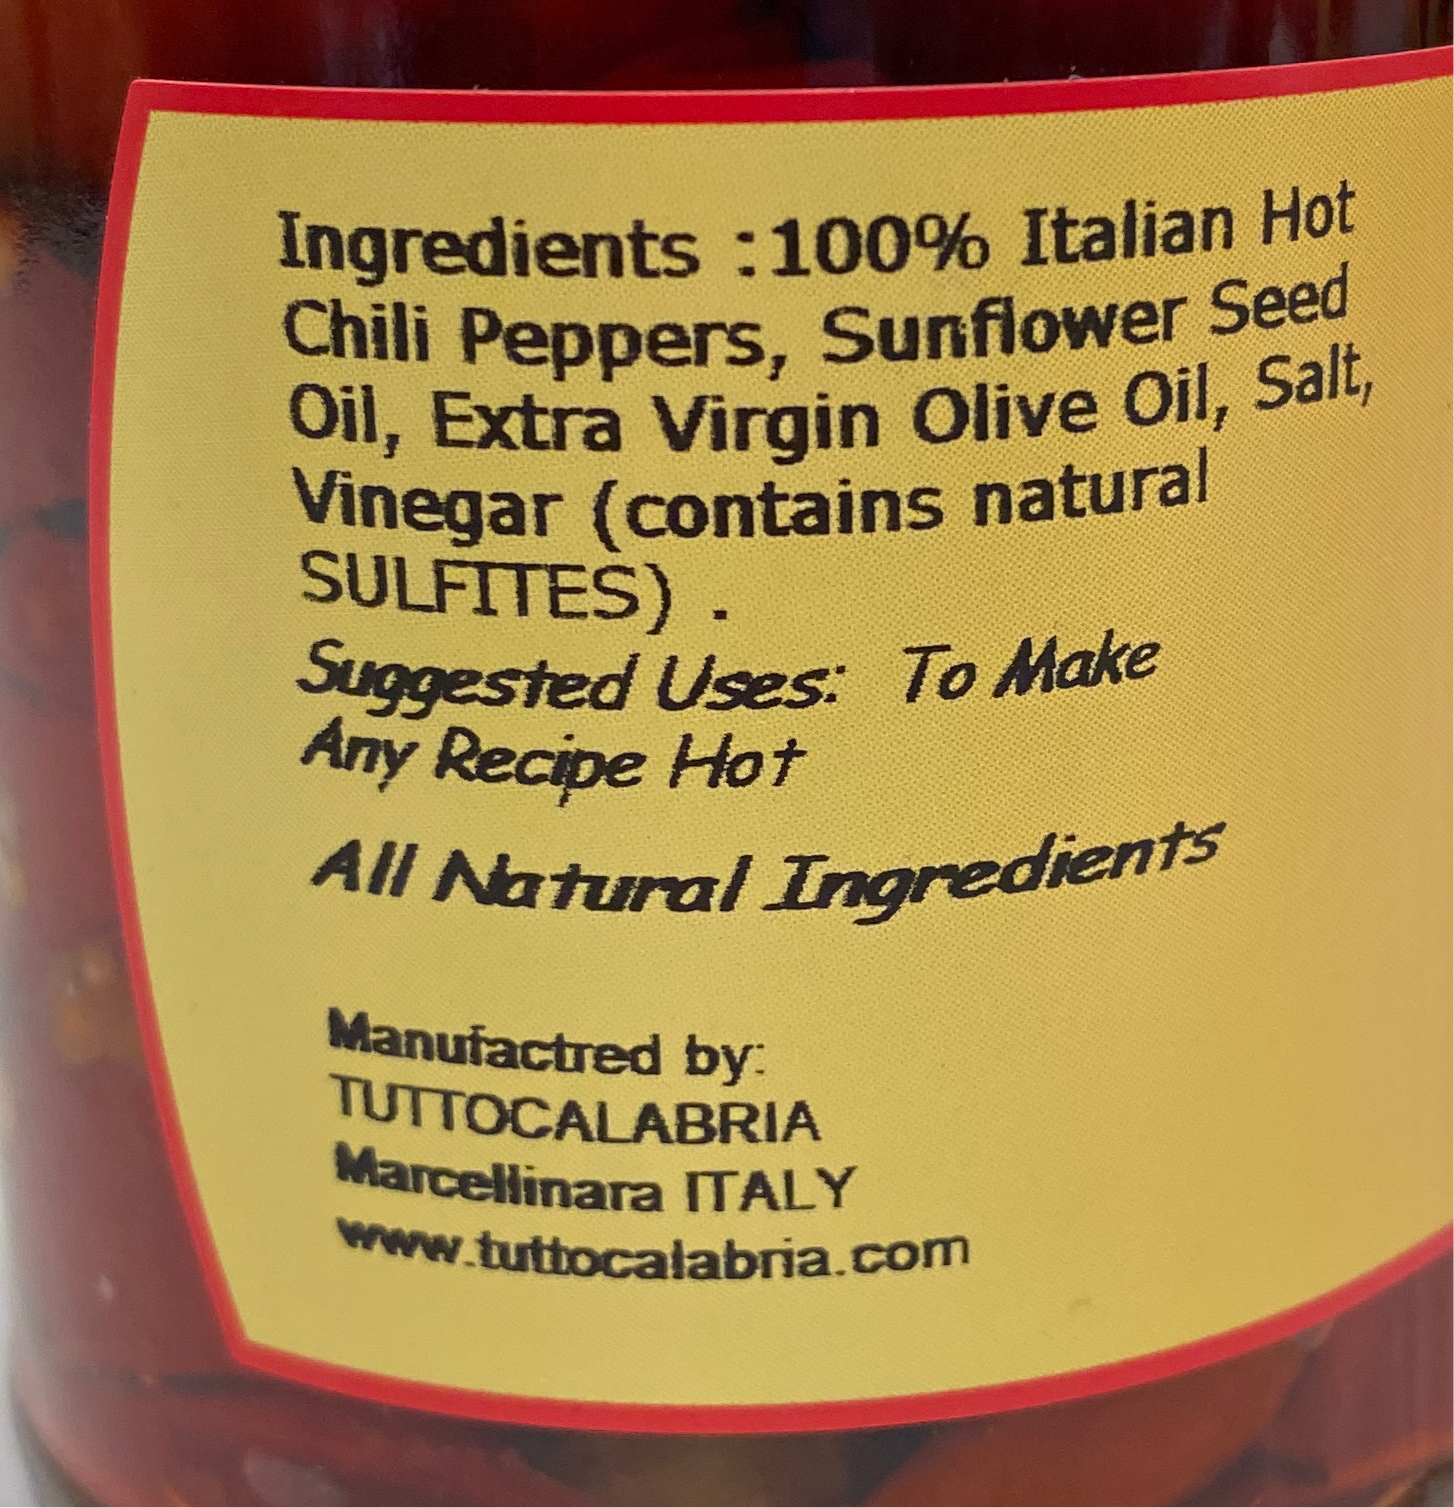 Ingredients :100% Italian Hot
Chili Peppers, Sunflower Seed
Oil, Extra Virgin Olive Oil, Salt,
Vinegar (contains natural
SULFITES) .
Suggested Uses: To Make
Any Recipe Hot
All Natural Ingredients
Manufactred by:
TUTTOCALABRIA
Marcellinara ITALY
www.tuttocalabria.com